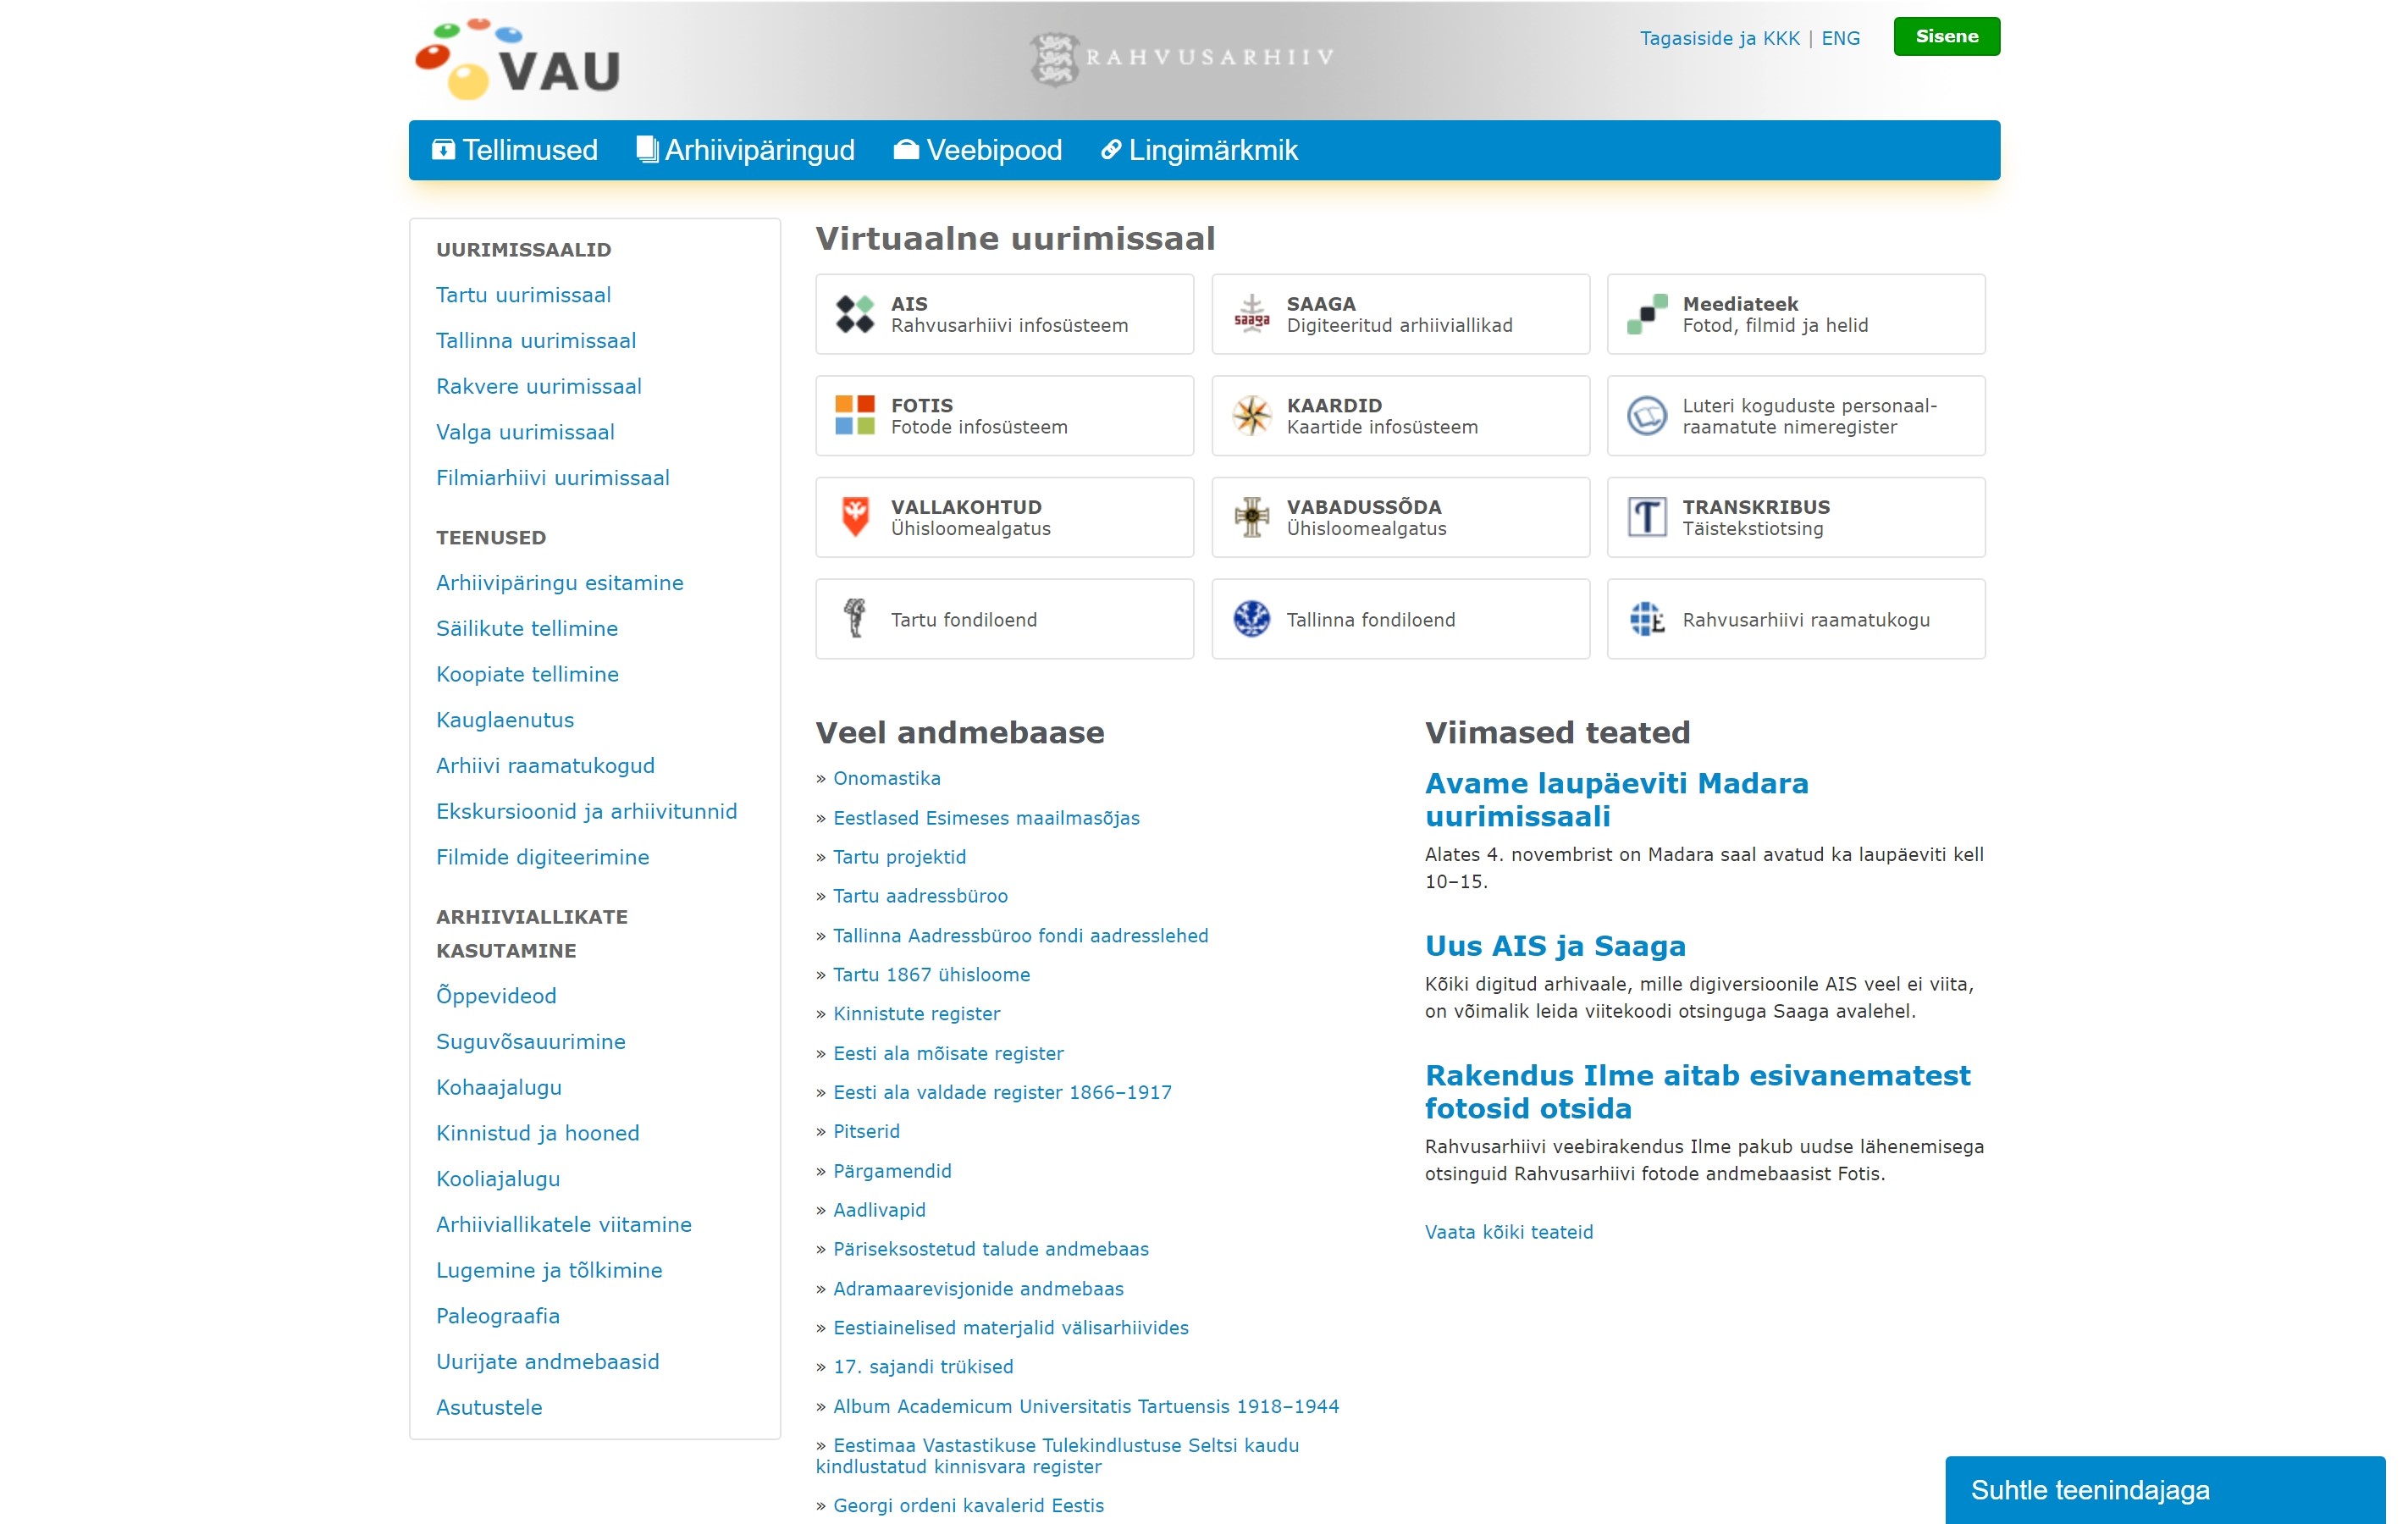 VAU
RAHVUSARHIIV
Tagasiside ja KKK | ENG
Sisene
Tellimused
Arhiivipäringud
Veebipood
Lingimärkmik
UURIMISSAALID
Tartu uurimissaal
Tallinna uurimissaal
Rakvere uurimissaal
Valga uurimissaal
Filmiarhiivi uurimissaal
TEENUSED
Arhiivipäringu esitamine
Säilikute tellimine
Koopiate tellimine
Kauglaenutus
Arhiivi raamatukogud
Ekskursioonid ja arhiivitunnid
Filmide digiteerimine
ARHIIVIALLIKATE
KASUTAMINE
Õppevideod
Suguvõsauurimine
Kohaajalugu
Kinnistud ja hooned
Kooliajalugu
Arhiiviallikatele viitamine
Lugemine ja tõlkimine
Paleograafia
Uurijate andmebaasid
Asutustele
Virtuaalne uurimissaal
AIS
Rahvusarhiivi infosüsteem
saaga
SAAGA
Digiteeritud arhiiviallikad
Meediateek
Fotod, filmid ja helid
FOTIS
Fotode infosüsteem
KAARDID
Kaartide infosüsteem
Luteri koguduste personaal-
raamatute nimeregister
VALLAKOHTUD
Ühisloomealgatus
VABADUSSÕDA
Ühisloomealgatus
T
TRANSKRIBUS
Täistekstiotsing
Tartu fondiloend
Tallinna fondiloend
E
Rahvusarhiivi raamatukogu
Veel andmebaase
» Onomastika
» Eestlased Esimeses maailmasõjas
» Tartu projektid
» Tartu aadressbüroo
» Tallinna Aadressbüroo fondi aadresslehed
» Tartu 1867 ühisloome
» Kinnistute register
» Eesti ala mõisate register
» Eesti ala valdade register 1866–1917
» Pitserid
» Pärgamendid
» Aadlivapid
» Päriseksostetud talude andmebaas
» Adramaarevisjonide andmebaas
» Eestiainelised materjalid välisarhiivides
» 17. sajandi trükised
» Album Academicum Universitatis Tartuensis 1918–1944
» Eestimaa Vastastikuse Tulekindlustuse Seltsi kaudu
kindlustatud kinnisvara register
» Georgi ordeni kavalerid Eestis
Viimased teated
Avame laupäeviti Madara
uurimissaali
Alates 4. novembrist on Madara saal avatud ka laupäeviti kell
10–15.
Uus AIS ja Saaga
Kõiki digitud arhivaale, mille digiversioonile AIS veel ei viita,
on võimalik leida viitekoodi otsinguga Saaga avalehel.
Rakendus Ilme aitab esivanematest
fotosid otsida
Rahvusarhiivi veebirakendus Ilme pakub uudse lähenemisega
otsinguid Rahvusarhiivi fotode andmebaasist Fotis.
Vaata kõiki teateid
Suhtle teenindajaga